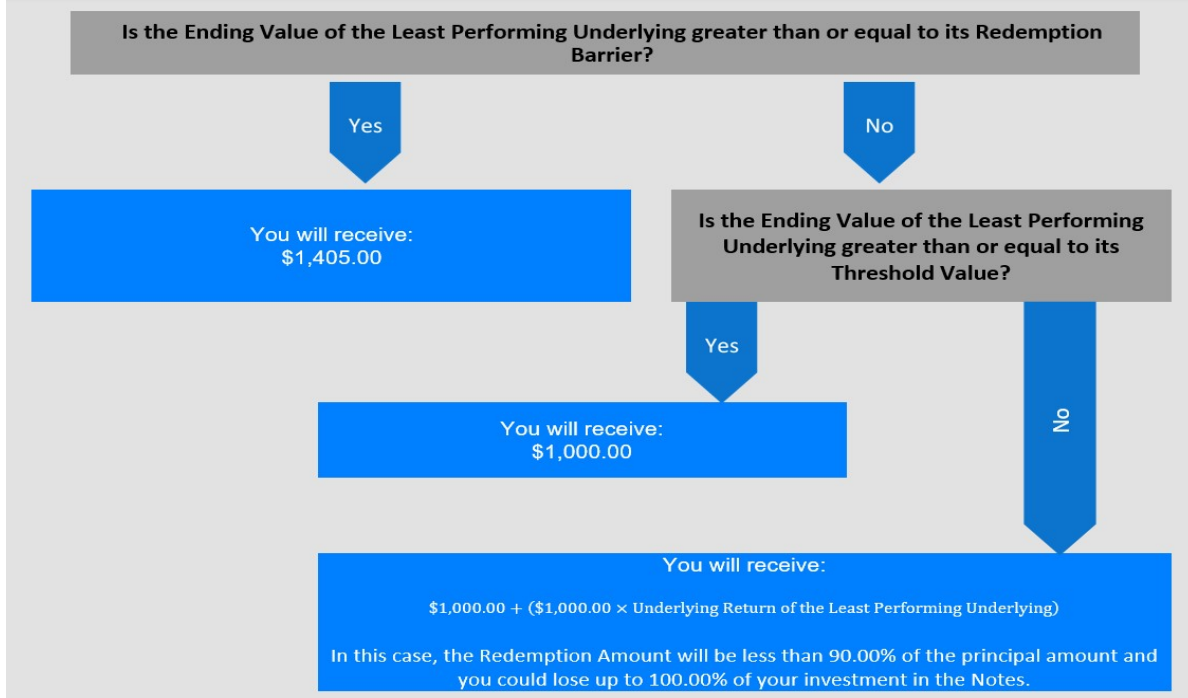 Is the Ending Value of the Least Performing Underlying greater than or equal to its Redemption
Barrier?
Yes
No
You will receive:
$1,405.00
Is the Ending Value of the Least Performing
Underlying greater than or equal to its
Threshold Value?
Yes
No
You will receive:
$1,000.00
You will receive:
$1,000.00 + ($1,000.00 × Underlying Return of the Least Performing Underlying)
In this case, the Redemption Amount will be less than 90.00% of the principal amount and
you could lose up to 100.00% of your investment in the Notes.